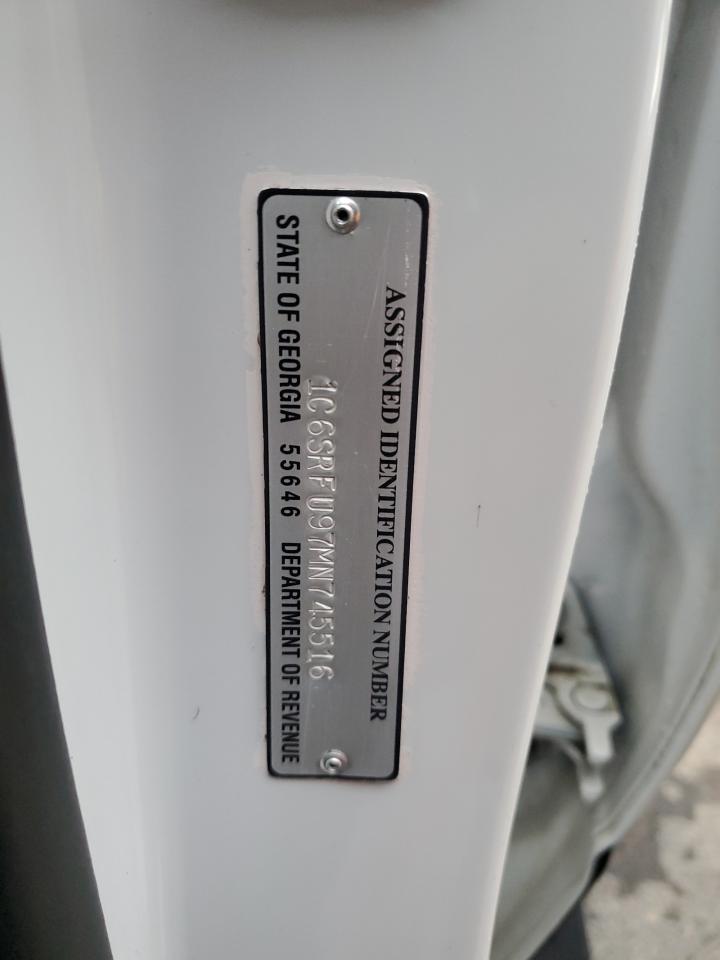 ASSIGNED IDENTIFICATION NUMBER
1C6SRFU97MN745516
STATE OF GEORGIA 55646 DEPARTMENT OF REVENUE